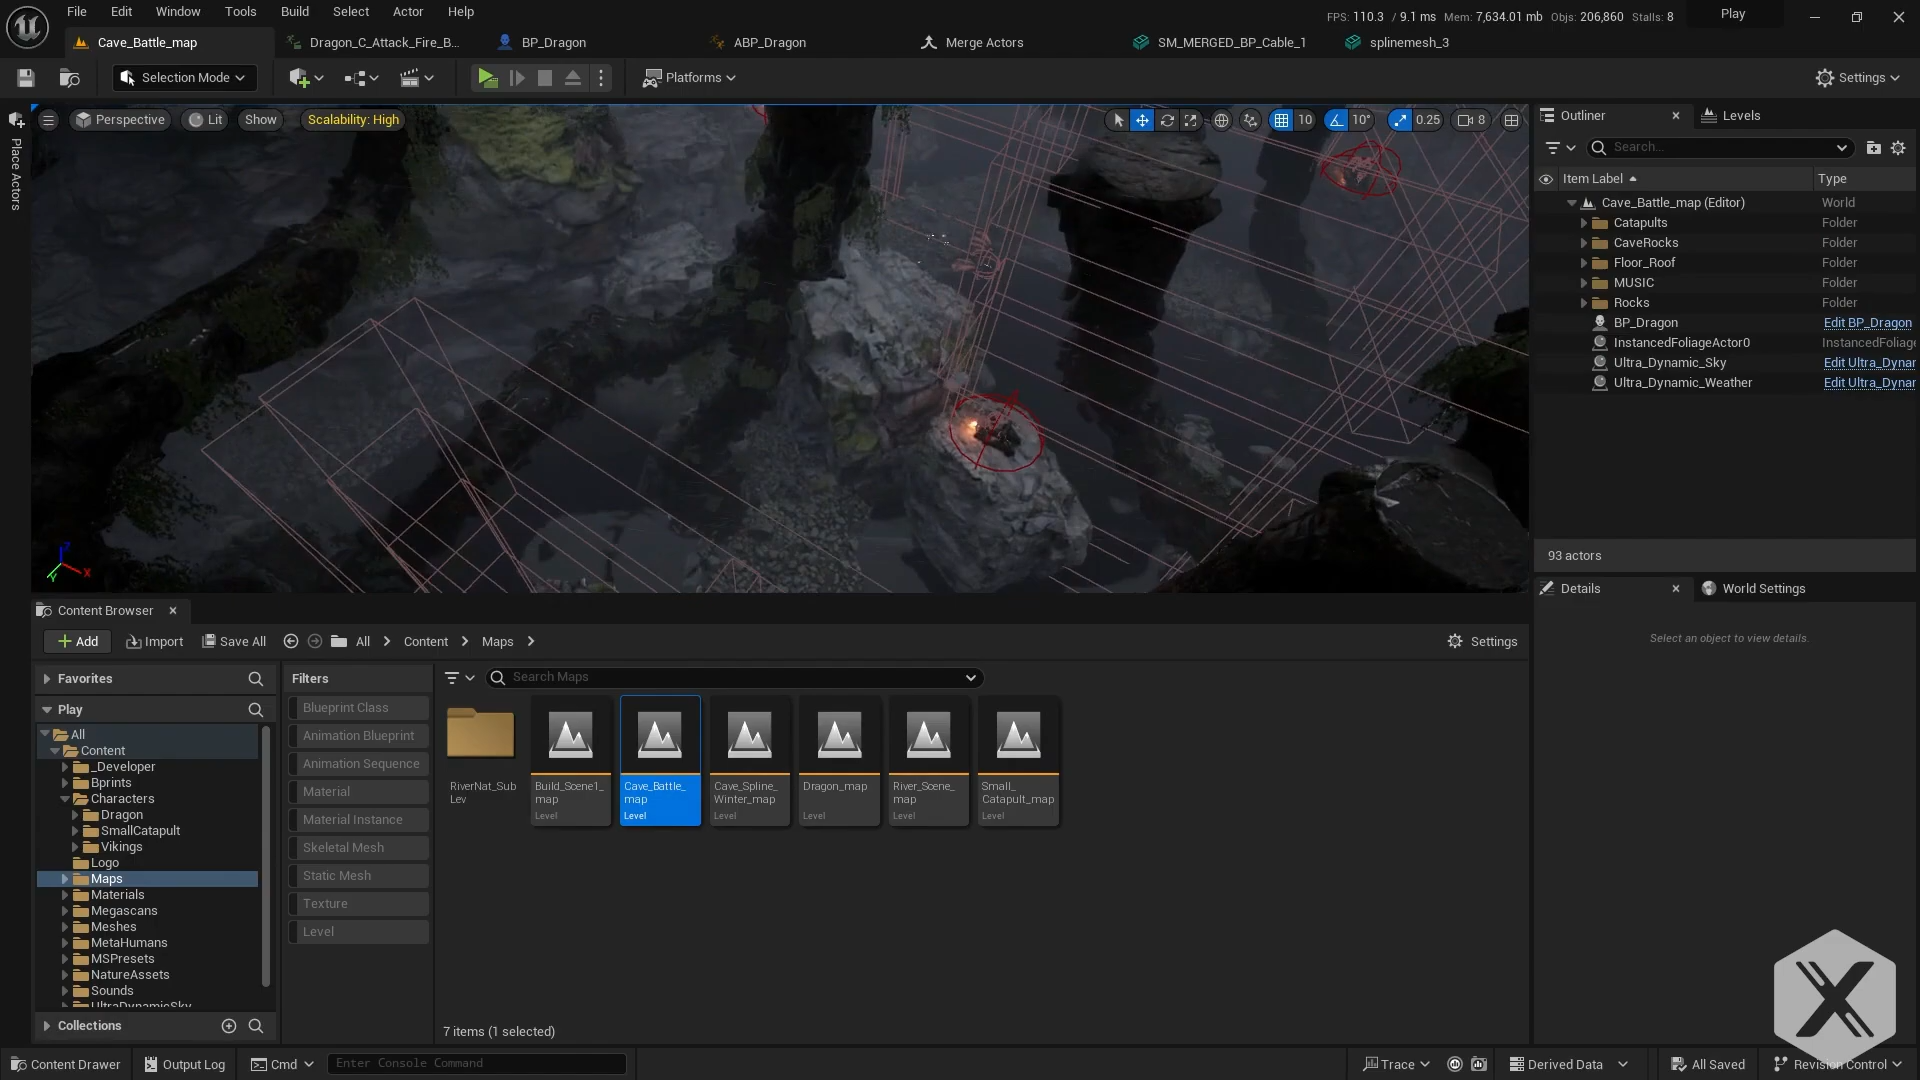 File Edit Window Tools Build Select Actor Help
FPS: 110.3 / 9.1 ms Mem: 7,634.01 mb Objs: 206,860 Stalls: 8 Play
Cave_Battle_map Dragon_C_Attack_Fire_B... BP_Dragon ABP_Dragon Merge Actors SM_MERGED_BP_Cable_1 splinemesh_3
Selection Mode Platforms Settings
Place Actors
Perspective Lit Show Scalability: High 10 10° 0.25 8
Outliner Levels
Search...
Item Label Type
Cave_Battle_map (Editor) World
Catapults Folder
CaveRocks Folder
Floor_Roof Folder
MUSIC Folder
Rocks Folder
BP_Dragon Edit BP_Dragon
InstancedFoliageActor0 InstancedFoliage
Ultra_Dynamic_Sky Edit Ultra_Dynar
Ultra_Dynamic_Weather Edit Ultra_Dynar
93 actors
Details World Settings
Select an object to view details.
Content Browser
Add Import Save All All Content Maps Settings
Favorites
Play
All
Content
_Developer
Bprints
Characters
Dragon
SmallCatapult
Vikings
Logo
Maps
Materials
Megascans
Meshes
MetaHumans
MSPresets
NatureAssets
Sounds
UltraDynamicSky
Collections
Filters
Blueprint Class
Animation Blueprint
Animation Sequence
Material
Material Instance
Skeletal Mesh
Static Mesh
Texture
Level
Search Maps
RiverNat_Sub
Lev
Build_Scene1_
map
Level
Cave_Battle_
map
Level
Cave_Spline_
Winter_map
Level
Dragon_map
Level
River_Scene_
map
Level
Small_
Catapult_map
Level
7 items (1 selected)
Content Drawer Output Log Cmd Enter Console Command Trace Derived Data All Saved Revision Control